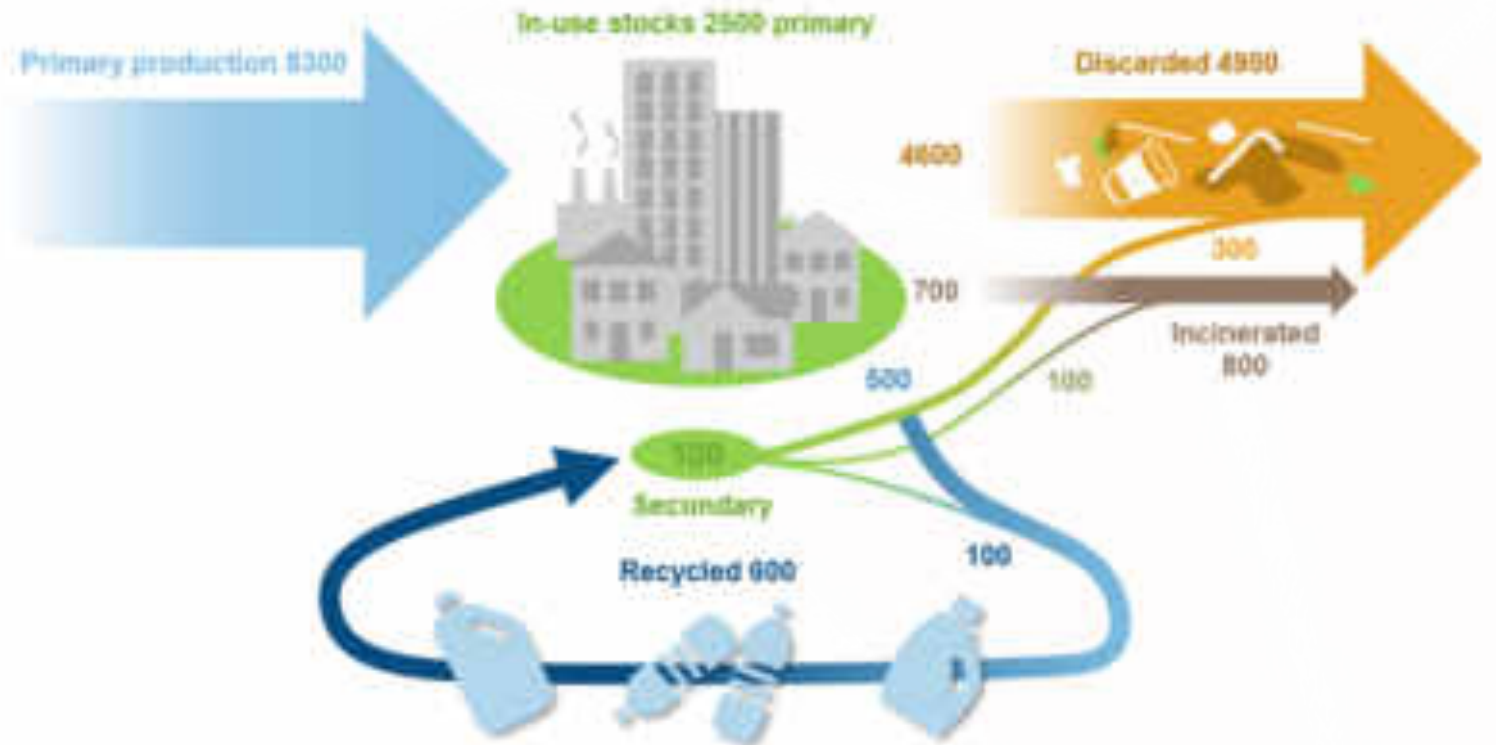 In-use stocks 2500 primary
Primary production 8300
Discarded 4900
4600
300
700
Incinerated
800
500
100
100
Secondary
100
Recycled 600